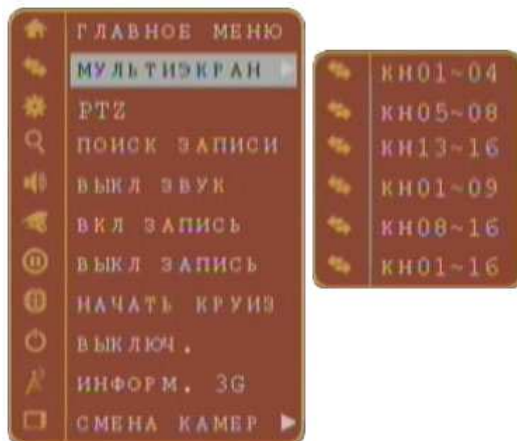 ГЛАВНОЕ МЕНЮ
МУЛЬТИЭКРАН
PTZ
ПОИСК ЗАПИСИ
ВЫКЛ ЗВУК
ВКЛ ЗАПИСЬ
ВЫКЛ ЗАПИСЬ
НАЧАТЬ КРУИЗ
ВЫКЛЮЧ.
ИНФОРМ. 3G
СМЕНА КАМЕР
КН01~04
КН05~08
КН13~16
КН01~09
КН08~16
КН01~16